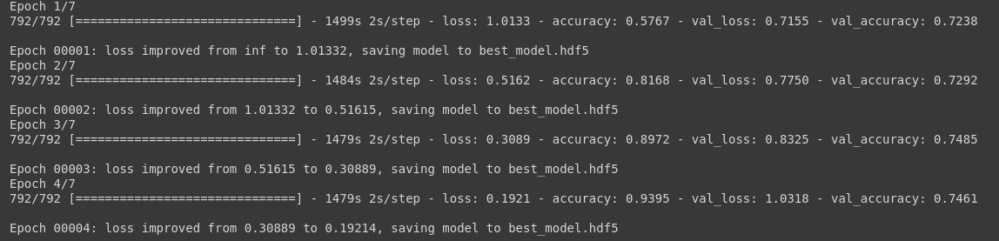 Epoch 1/7
792/792 [==============================] - 1499s 2s/step - loss: 1.0133 - accuracy: 0.5767 - val_loss: 0.7155 - val_accuracy: 0.7238
Epoch 00001: loss improved from inf to 1.01332, saving model to best_model.hdf5
Epoch 2/7
792/792 [==============================] - 1484s 2s/step - loss: 0.5162 - accuracy: 0.8168 - val_loss: 0.7750 - val_accuracy: 0.7292
Epoch 00002: loss improved from 1.01332 to 0.51615, saving model to best_model.hdf5
Epoch 3/7
792/792 [==============================] - 1479s 2s/step - loss: 0.3089 - accuracy: 0.8972 - val_loss: 0.8325 - val_accuracy: 0.7485
Epoch 00003: loss improved from 0.51615 to 0.30889, saving model to best_model.hdf5
Epoch 4/7
792/792 [==============================] - 1479s 2s/step - loss: 0.1921 - accuracy: 0.9395 - val_loss: 1.0318 - val_accuracy: 0.7461
Epoch 00004: loss improved from 0.30889 to 0.19214, saving model to best_model.hdf5